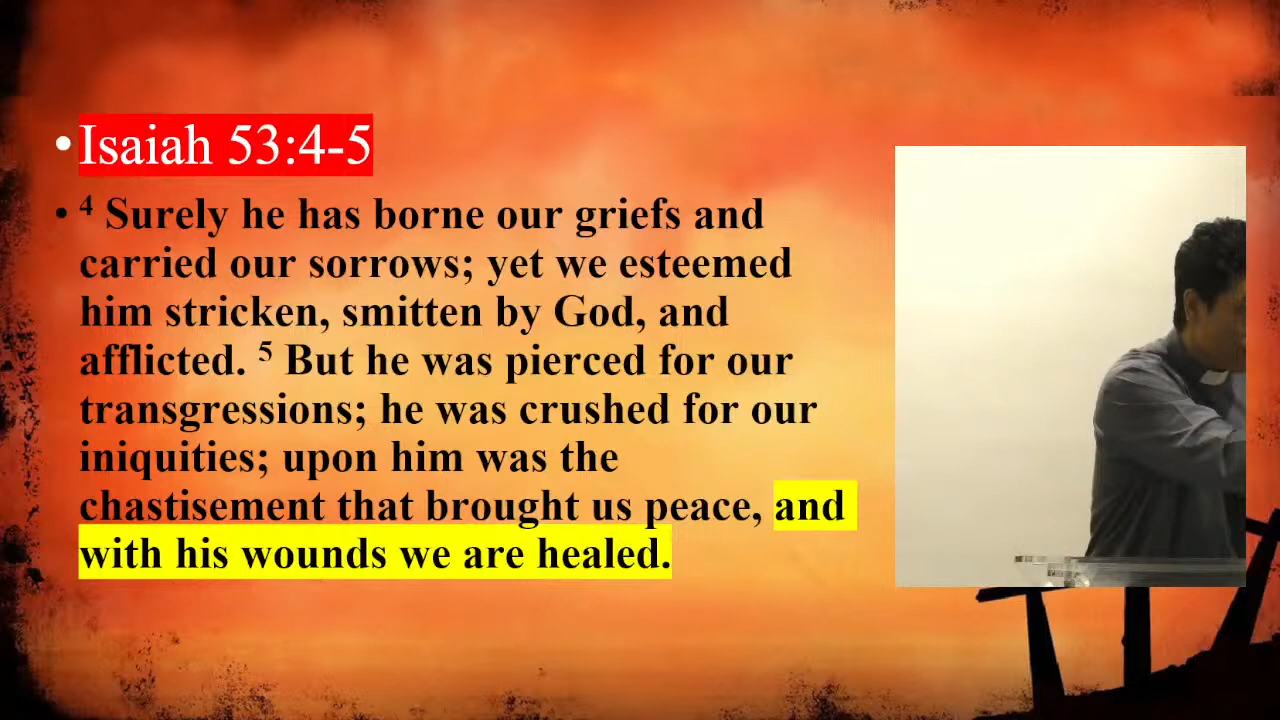 • Isaiah 53:4-5
• ⁴ Surely he has borne our griefs and
carried our sorrows; yet we esteemed
him stricken, smitten by God, and
afflicted. ⁵ But he was pierced for our
transgressions; he was crushed for our
iniquities; upon him was the
chastisement that brought us peace, and
with his wounds we are healed.